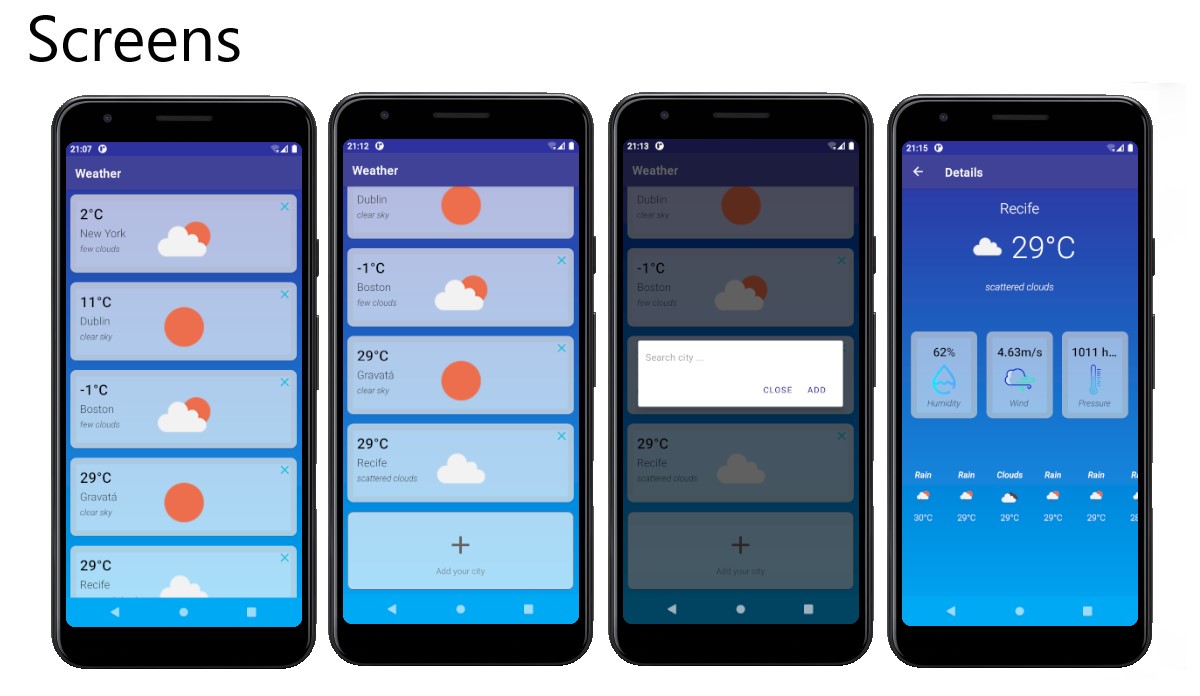 Screens
21:07
Weather
2°C
New York
few clouds
11°C
Dublin
clear sky
-1°C
Boston
few clouds
29°C
Gravatá
clear sky
29°C
Recife
21:12
Weather
Dublin
clear sky
-1°C
Boston
few clouds
29°C
Gravatá
clear sky
29°C
Recife
scattered clouds
Add your city
21:13
Weather
Dublin
clear sky
-1°C
Boston
few clouds
Search city ...
CLOSE ADD
29°C
Recife
scattered clouds
Add your city
21:15
Details
Recife
29°C
scattered clouds
62% 4.63m/s 1011 h...
Humidity Wind Pressure
Rain Rain Clouds Rain Rain
30°C 29°C 29°C 29°C 29°C